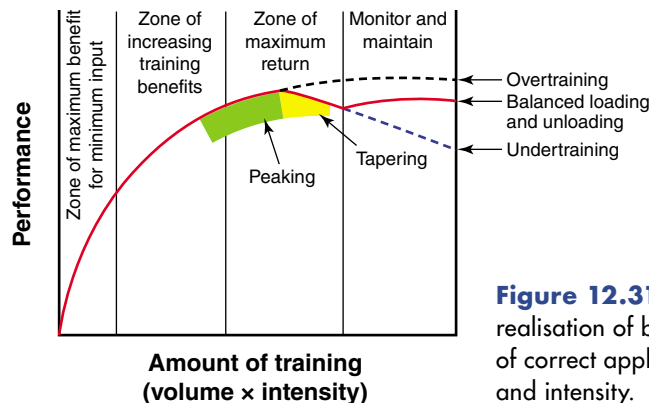 Zone of maximum benefit
for minimum input
Zone of
increasing
training
benefits
Zone of
maximum
return
Monitor and
maintain
Performance
Peaking
Tapering
Overtraining
Balanced loading
and unloading
Undertraining
Amount of training
(volume × intensity)
Figure 12.31
realisation of
of correct appl
and intensity.